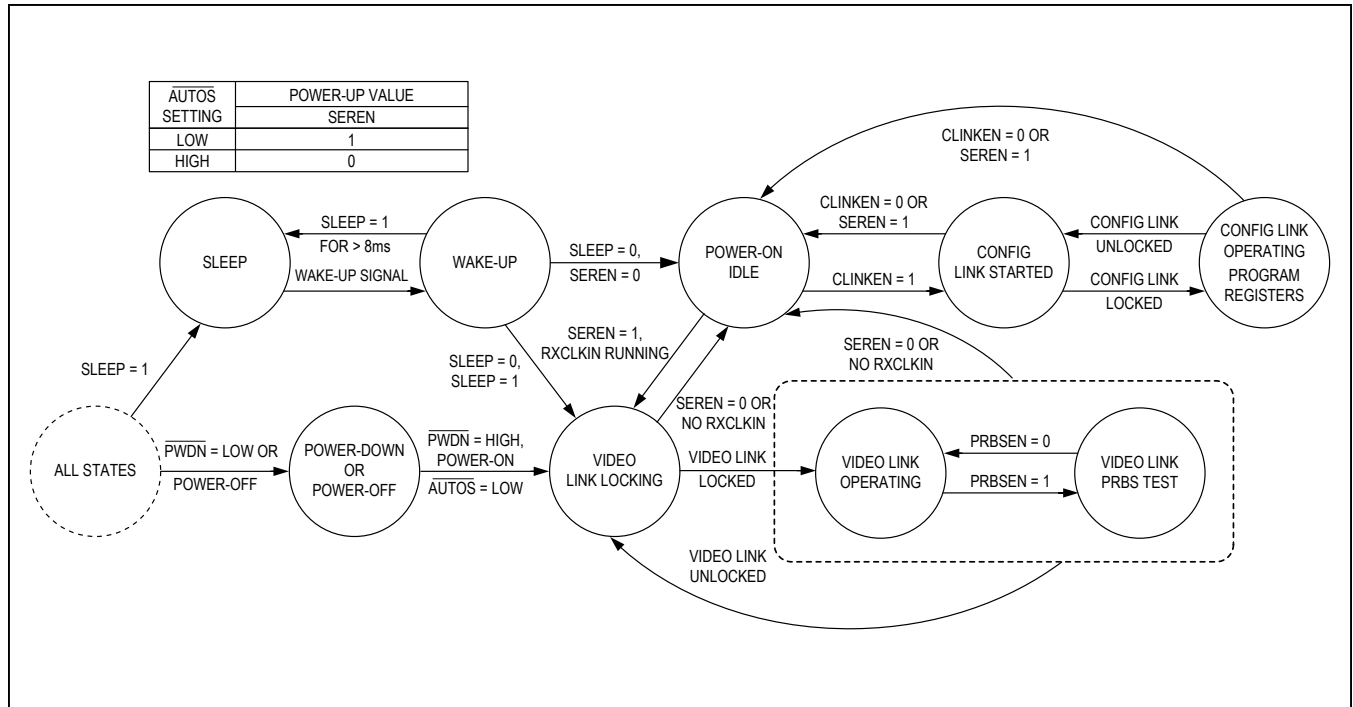 AUTOS
SETTING
POWER-UP VALUE
SEREN
LOW
1
HIGH
0
CLINKEN = 0 OR
SEREN = 1
SLEEP
SLEEP = 1
FOR > 8ms
WAKE-UP SIGNAL
WAKE-UP
SLEEP = 0,
SEREN = 0
POWER-ON
IDLE
CLINKEN = 0 OR
SEREN = 1
CLINKEN = 1
CONFIG
LINK STARTED
CONFIG LINK
UNLOCKED
CONFIG LINK
LOCKED
CONFIG LINK
OPERATING
PROGRAM
REGISTERS
SLEEP = 1
SLEEP = 0,
SLEEP = 1
SEREN = 1,
RXCLKIN RUNNING
SEREN = 0 OR
NO RXCLKIN
SEREN = 0 OR
NO RXCLKIN
ALL STATES
PWDN = LOW OR
POWER-OFF
POWER-DOWN
OR
POWER-OFF
PWDN = HIGH,
POWER-ON
AUTOS = LOW
VIDEO
LINK LOCKING
VIDEO LINK
LOCKED
VIDEO LINK
OPERATING
PRBSEN = 0
PRBSEN = 1
VIDEO LINK
PRBS TEST
VIDEO LINK
UNLOCKED